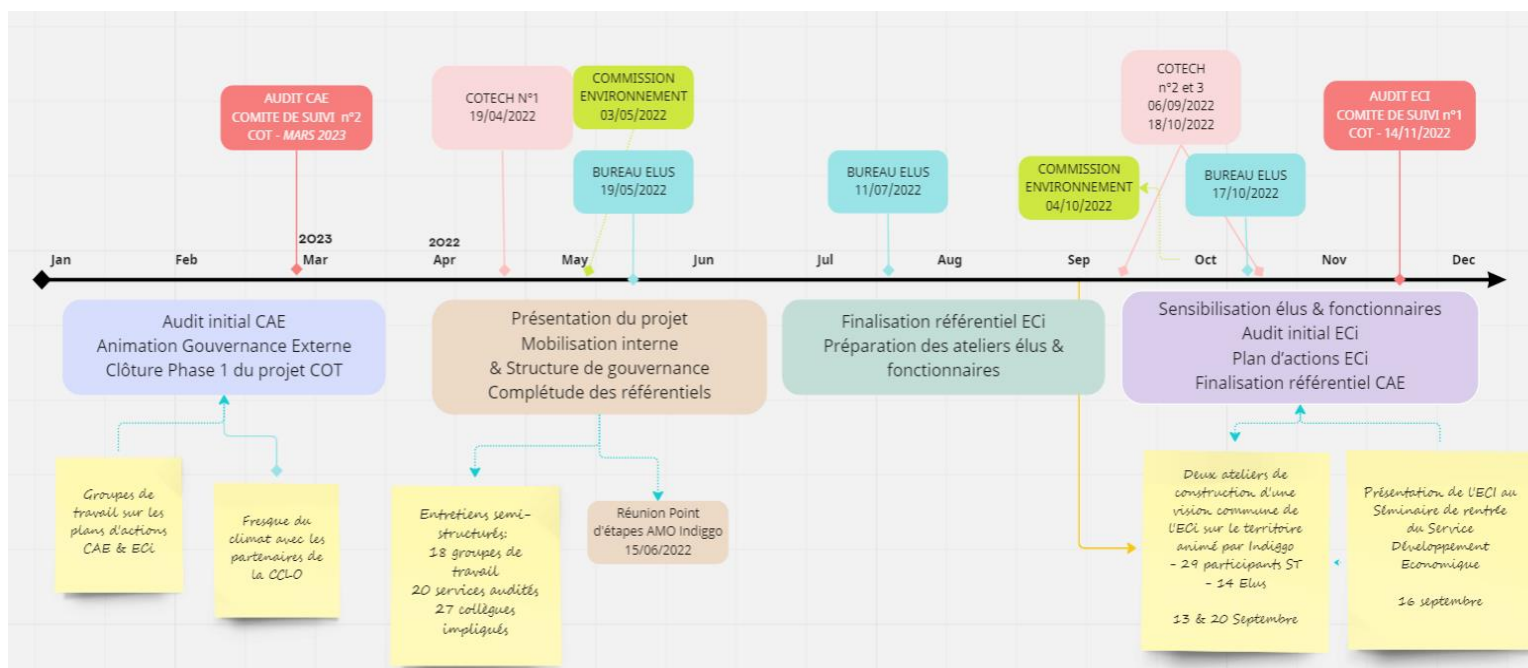 AUDIT CAE
COMITE DE SUIVI n°2
COT - MARS 2023
COTECH N°1
19/04/2022
COMMISSION
ENVIRONNEMENT
03/05/2022
BUREAU ELUS
19/05/2022
BUREAU ELUS
11/07/2022
COMMISSION
ENVIRONNEMENT
04/10/2022
COTECH
n°2 et 3
06/09/2022
18/10/2022
BUREAU ELUS
17/10/2022
AUDIT ECI
COMITE DE SUIVI n°1
COT - 14/11/2022
2023
2022
Jan Feb Mar Apr May Jun Jul Aug Sep Oct Nov Dec
Audit initial CAE
Animation Gouvernance Externe
Clôture Phase 1 du projet COT
Présentation du projet
Mobilisation interne
& Structure de gouvernance
Complétude des référentiels
Finalisation référentiel ECi
Préparation des ateliers élus &
fonctionnaires
Sensibilisation élus & fonctionnaires
Audit initial ECi
Plan d'actions ECi
Finalisation référentiel CAE
Groupes de
travail sur les
plans d'actions
CAE & ECi
Fresque du
climat avec les
partenaires de
la CCLO
Entretiens semi-
structurés:
18 groupes de
travail
20 services audités
27 collègues
impliqués
Réunion Point
d'étapes AMO Indiggo
15/06/2022
Deux ateliers de
construction d'une
vision commune de
l'ECi sur le territoire
animé par Indiggo
- 29 participants ST
- 14 Elus
13 & 20 Septembre
Présentation de l'ECI au
Séminaire de rentrée
du Service
Développement
Economique
16 septembre